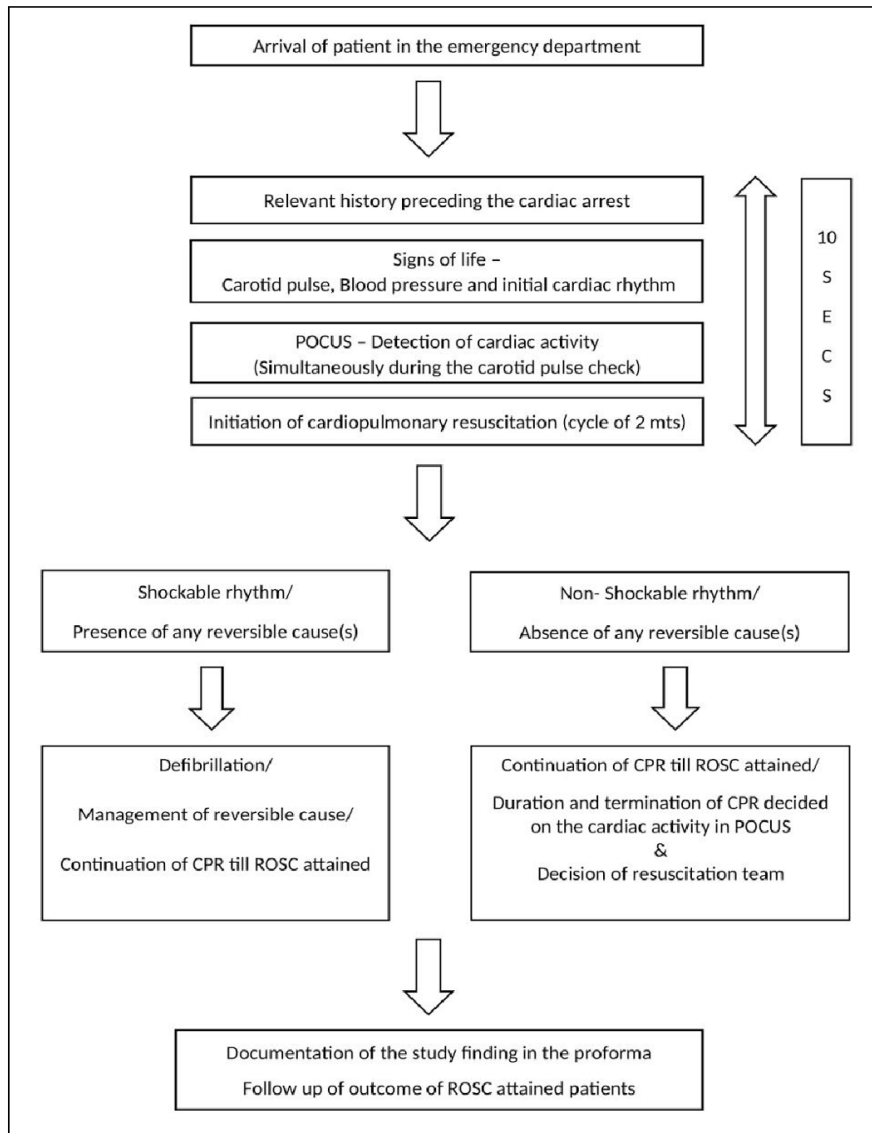 Arrival of patient in the emergency department
Relevant history preceding the cardiac arrest
Signs of life –
Carotid pulse, Blood pressure and initial cardiac rhythm
POCUS – Detection of cardiac activity
(Simultaneously during the carotid pulse check)
Initiation of cardiopulmonary resuscitation (cycle of 2 mts)
10
S
E
C
S
Shockable rhythm/
Presence of any reversible cause(s)
Non- Shockable rhythm/
Absence of any reversible cause(s)
Defibrillation/
Management of reversible cause/
Continuation of CPR till ROSC attained
Continuation of CPR till ROSC attained/
Duration and termination of CPR decided
on the cardiac activity in POCUS
&
Decision of resuscitation team
Documentation of the study finding in the proforma
Follow up of outcome of ROSC attained patients